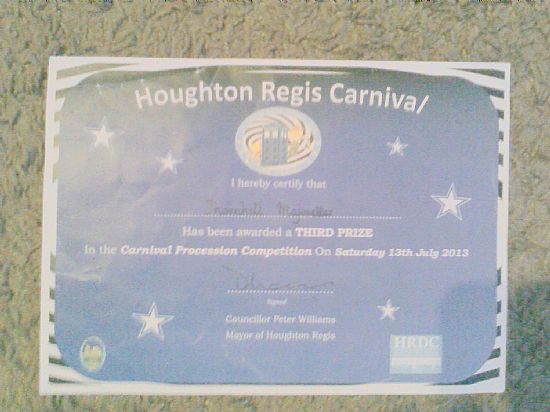 Houghton Regis Carnival
I hereby certify that
Has been awarded a THIRD PRIZE
In the Carnival Procession Competition On Saturday 13th July 2013
Signed
Councillor Peter Williams
Mayor of Houghton Regis
HRDC